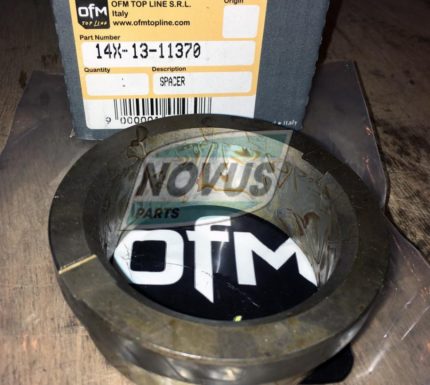 OFM TOP LINE S.R.L.
Italy
www.ofmtopline.com
Origin
OFM
TOP LINE
Part Number
14X-13-11370
Quantity
Description
SPACER
Italy
NOVUS
PARTS
OFM